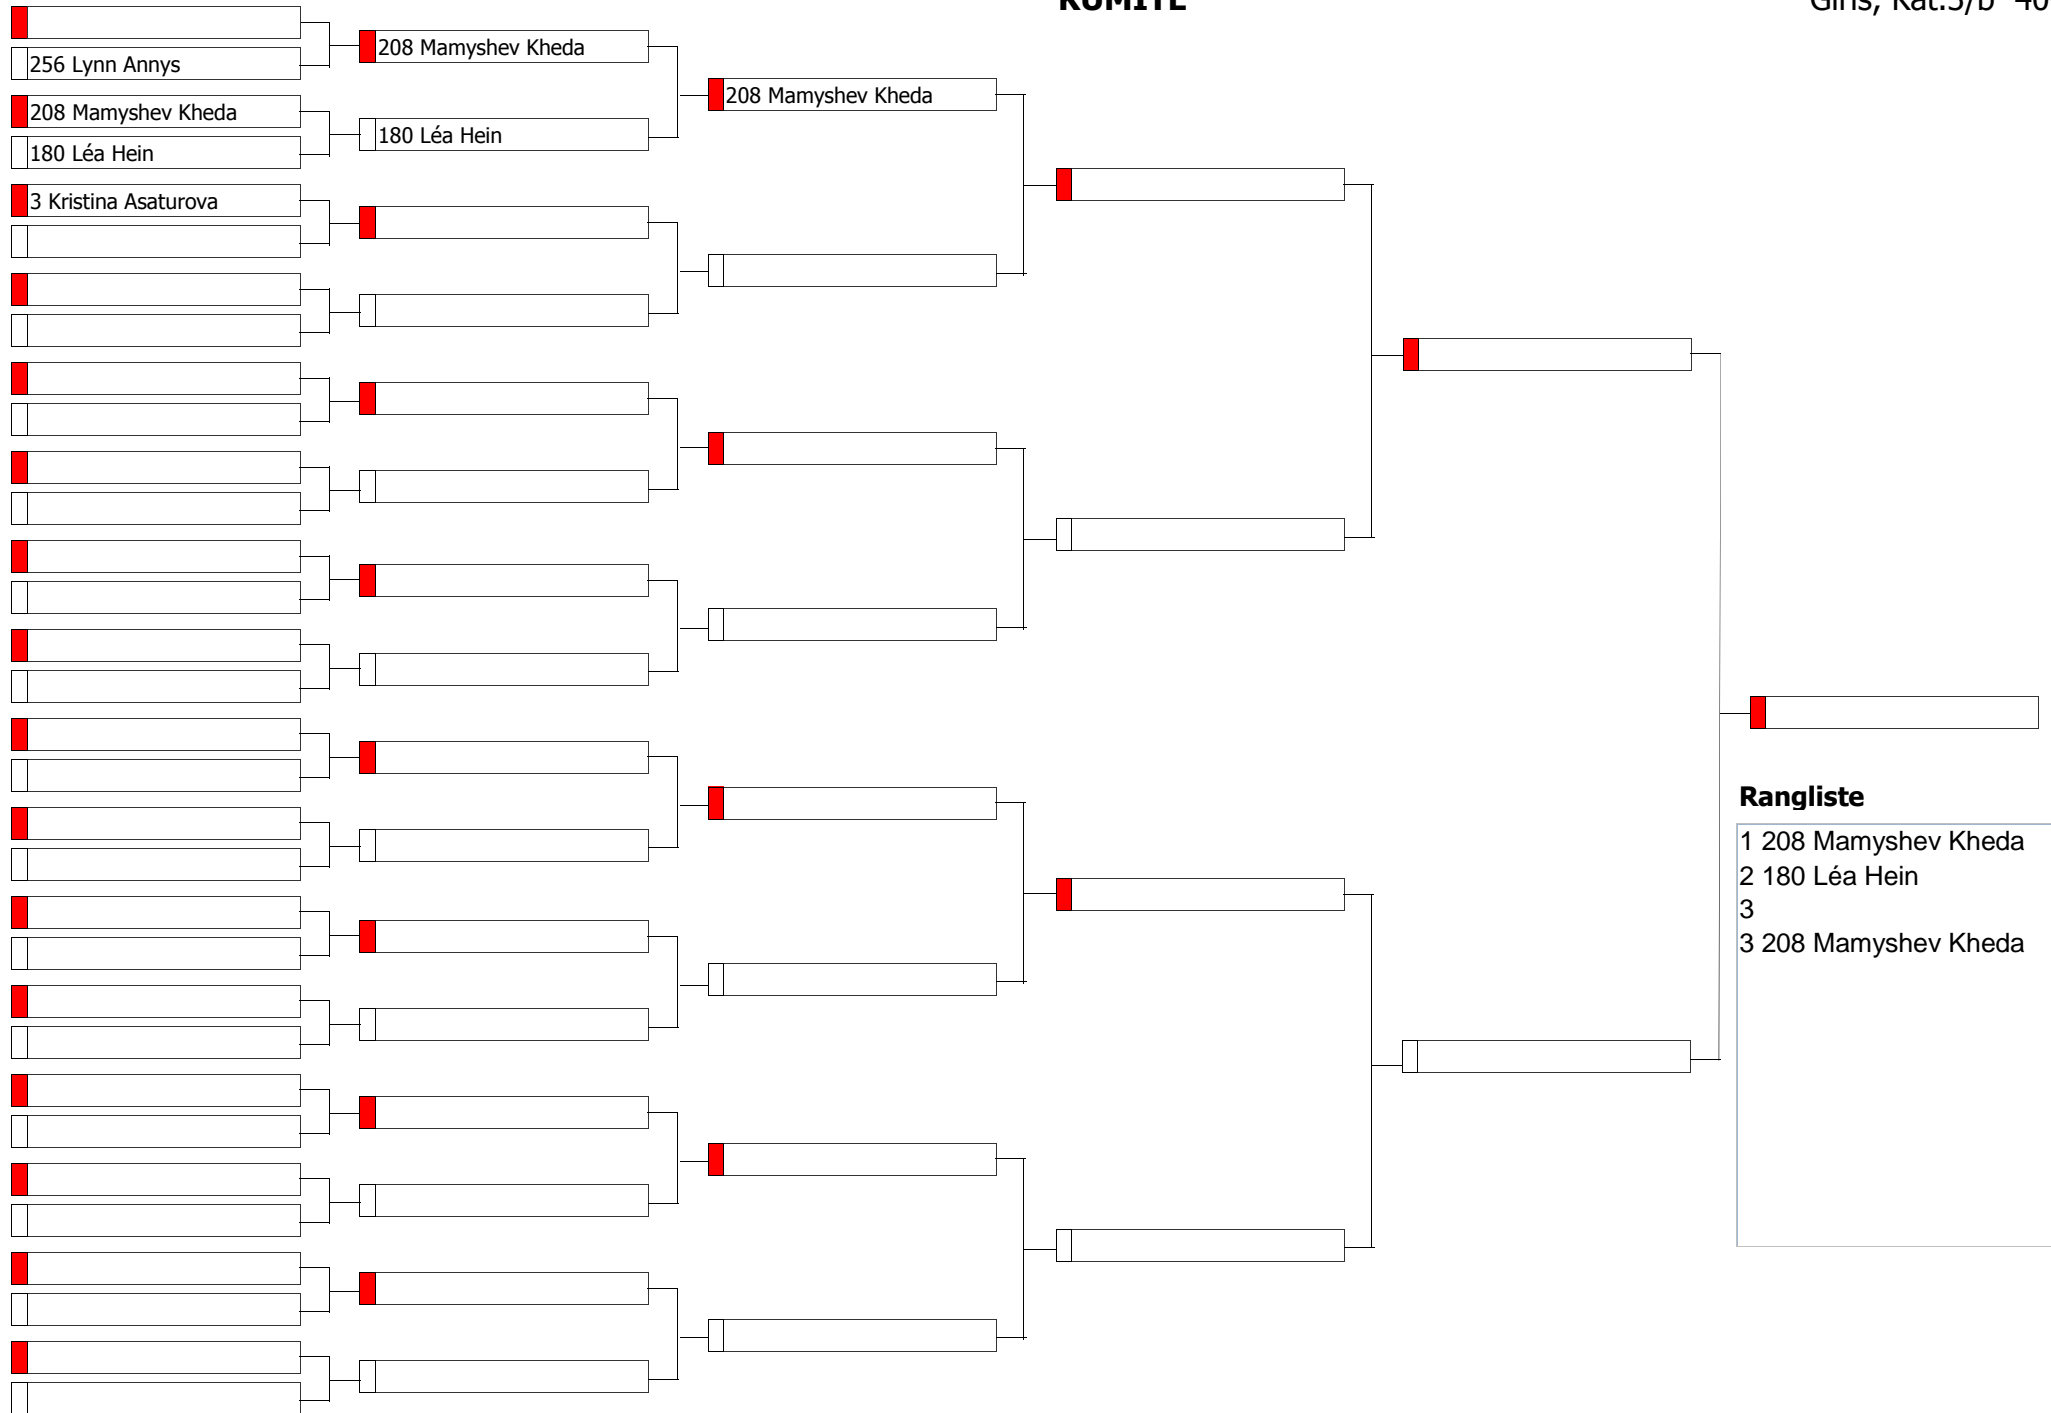 KUMITE
Girls, Kat.3/b -40
256 Lynn Annys
208 Mamyshev Kheda
180 Léa Hein
3 Kristina Asaturova
208 Mamyshev Kheda
180 Léa Hein
208 Mamyshev Kheda
Rangliste
1 208 Mamyshev Kheda
2 180 Léa Hein
3
3 208 Mamyshev Kheda